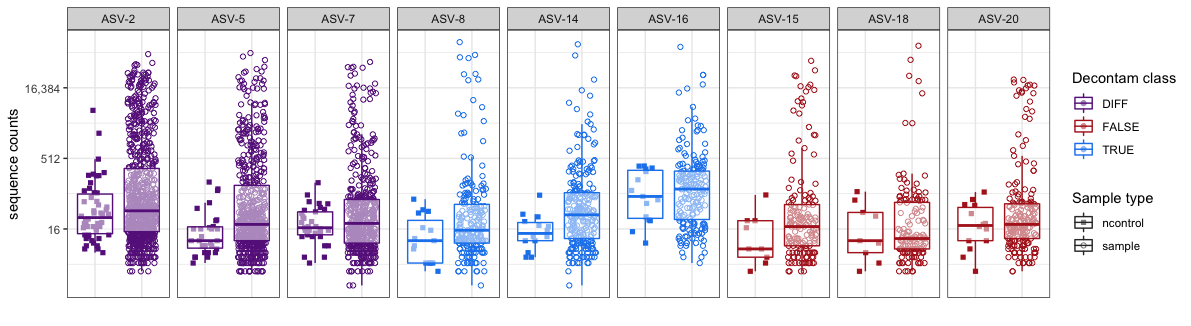 ASV-2 ASV-5 ASV-7 ASV-8 ASV-14 ASV-16 ASV-15 ASV-18 ASV-20
sequence counts
16,384
512
16
Decontam class
DIFF
FALSE
TRUE
Sample type
ncontrol
sample